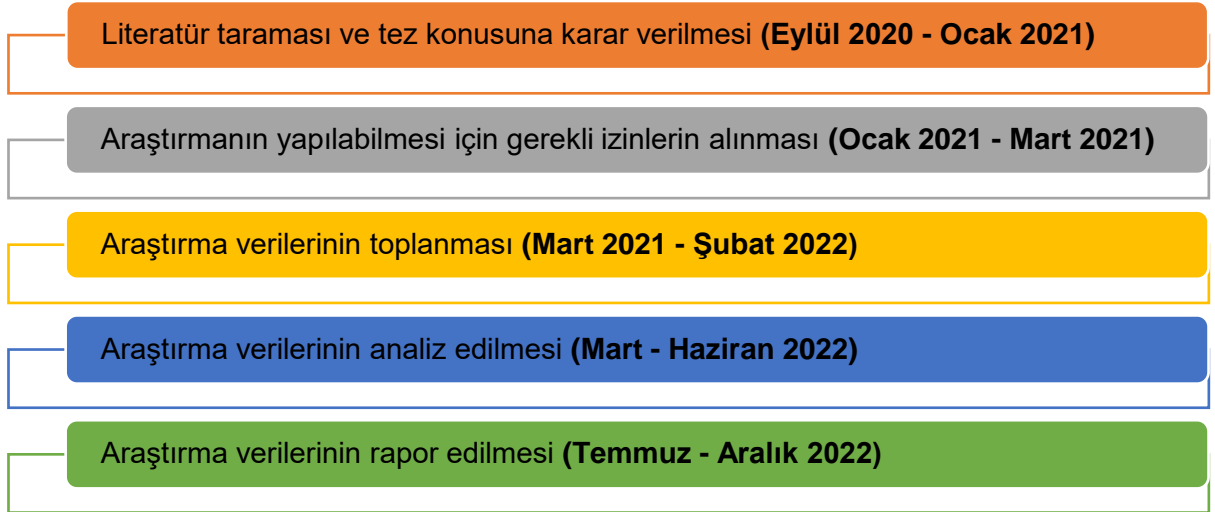 Literatür taraması ve tez konusuna karar verilmesi (Eylül 2020 - Ocak 2021)
Araştırmanın yapılabilmesi için gerekli izinlerin alınması (Ocak 2021 - Mart 2021)
Araştırma verilerinin toplanması (Mart 2021 - Şubat 2022)
Araştırma verilerinin analiz edilmesi (Mart - Haziran 2022)
Araştırma verilerinin rapor edilmesi (Temmuz - Aralık 2022)